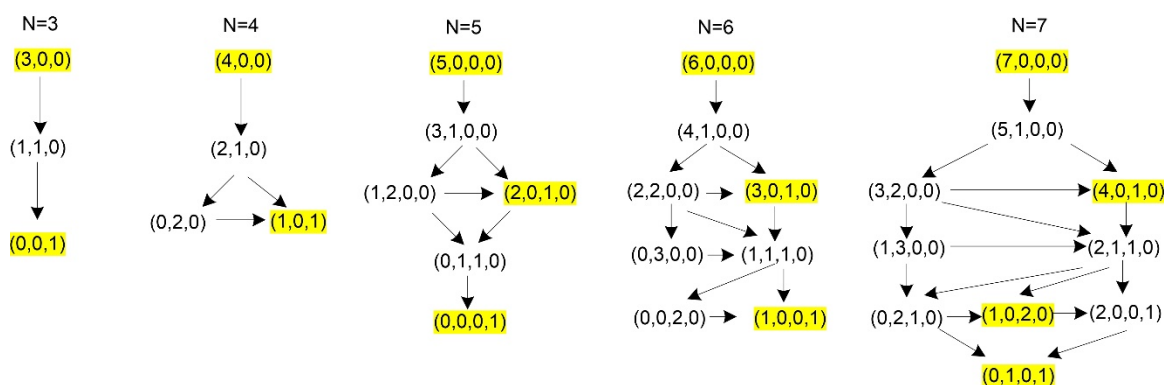 N=3 N=4 N=5 N=6 N=7
(3,0,0) (4,0,0) (5,0,0,0) (6,0,0,0) (7,0,0,0)
(1,1,0) (2,1,0) (3,1,0,0) (4,1,0,0) (5,1,0,0)
(0,2,0) (1,0,1) (1,2,0,0) (2,0,1,0) (2,2,0,0) (3,0,1,0) (3,2,0,0) (4,0,1,0)
(0,0,1) (0,1,1,0) (0,3,0,0) (1,1,1,0) (1,3,0,0) (2,1,1,0)
(0,0,0,1) (0,0,2,0) (1,0,0,1) (0,2,1,0) (1,0,2,0) (2,0,0,1)
(0,1,0,1)